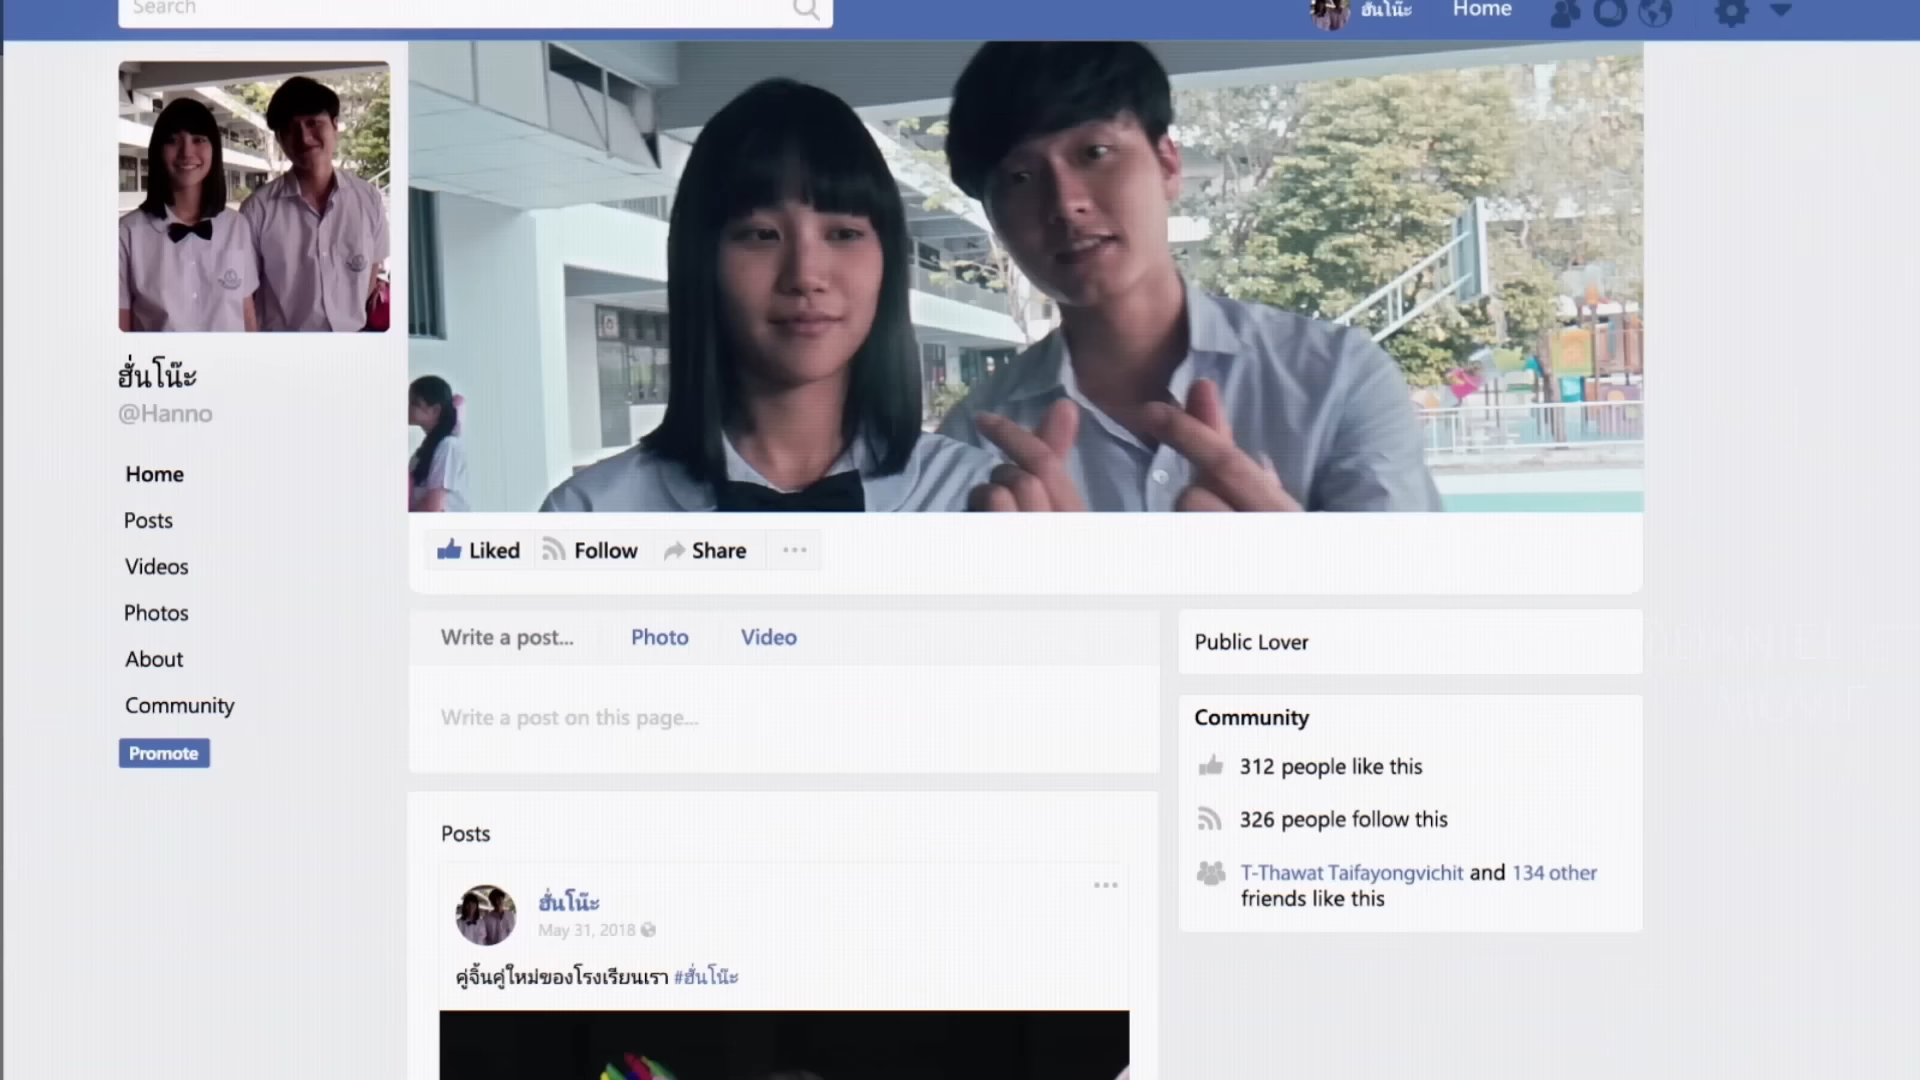 Search
ฮั่นโน๊ะ
Home
ฮั่นโน๊ะ
@Hanno
Home
Posts
Videos
Photos
About
Community
Promote
Liked
Follow
Share
Write a post...
Photo
Video
Write a post on this page...
Posts
ฮั่นโน๊ะ
May 31, 2018
คู่จิ้นคู่ใหม่ของโรงเรียนเรา #ฮั่นโน๊ะ
Public Lover
Community
312 people like this
326 people follow this
T-Thawat Taifayongvichit and 134 other
friends like this